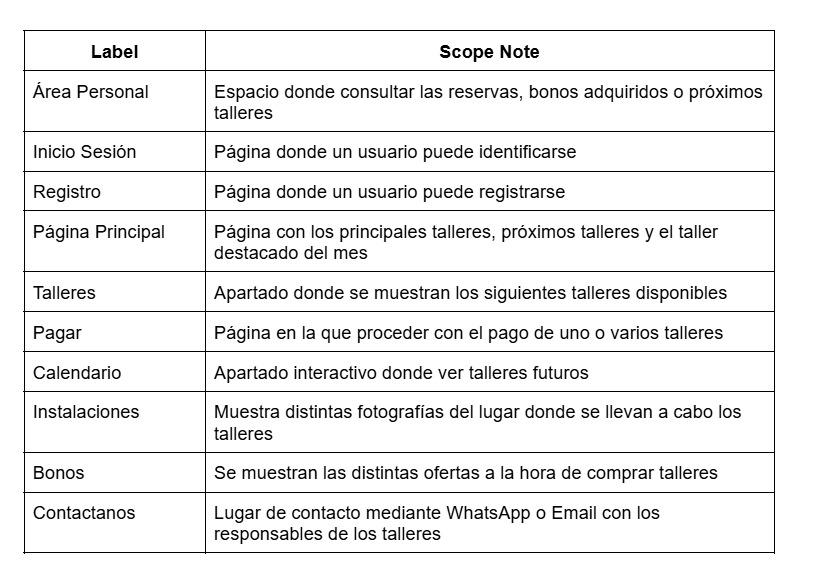 Label Scope Note
Área Personal Espacio donde consultar las reservas, bonos adquiridos o próximos
talleres
Inicio Sesión Página donde un usuario puede identificarse
Registro Página donde un usuario puede registrarse
Página Principal Página con los principales talleres, próximos talleres y el taller
destacado del mes
Talleres Apartado donde se muestran los siguientes talleres disponibles
Pagar Página en la que proceder con el pago de uno o varios talleres
Calendario Apartado interactivo donde ver talleres futuros
Instalaciones Muestra distintas fotografías del lugar donde se llevan a cabo los
talleres
Bonos Se muestran las distintas ofertas a la hora de comprar talleres
Contactanos Lugar de contacto mediante WhatsApp o Email con los
responsables de los talleres